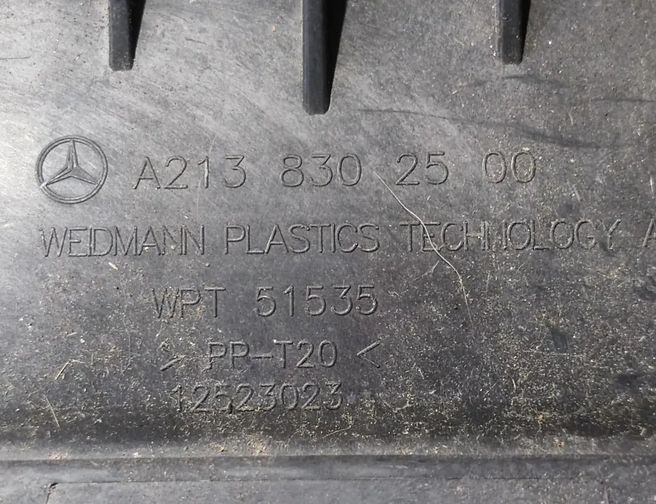 A213 830 25 00
WEIDMANN PLASTICS TECHNOLOGY A
WPT 51535
> PP-T20 <
12523023